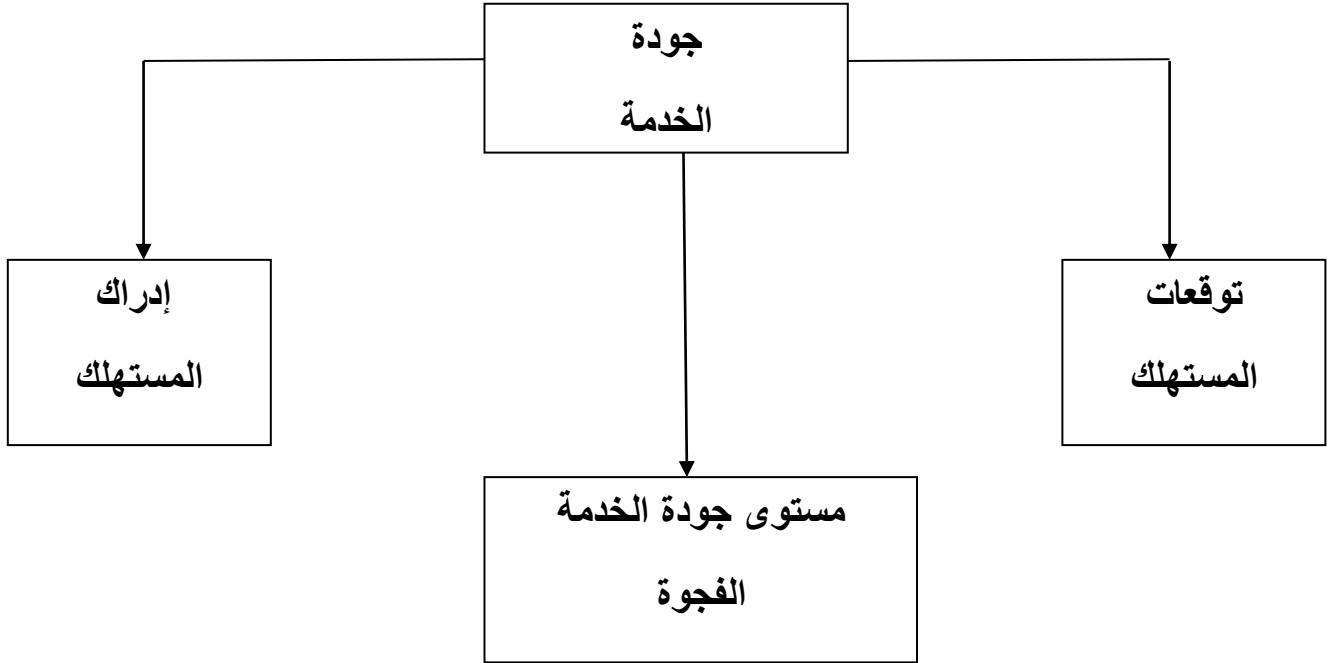 جودة
الخدمة
توقعات
المستهلك
إدراك
المستهلك
مستوى جودة الخدمة
الفجوة